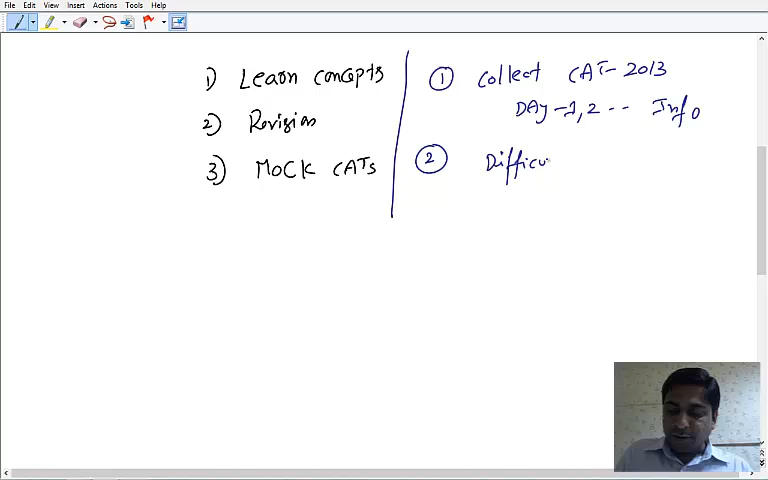 File Edit View Insert Actions Tools Help
1) Learn concepts
2) Revision
3) MOCK CATs
1 Collect CAT-2013
DAY-1,2 -- Info
2 Difficu